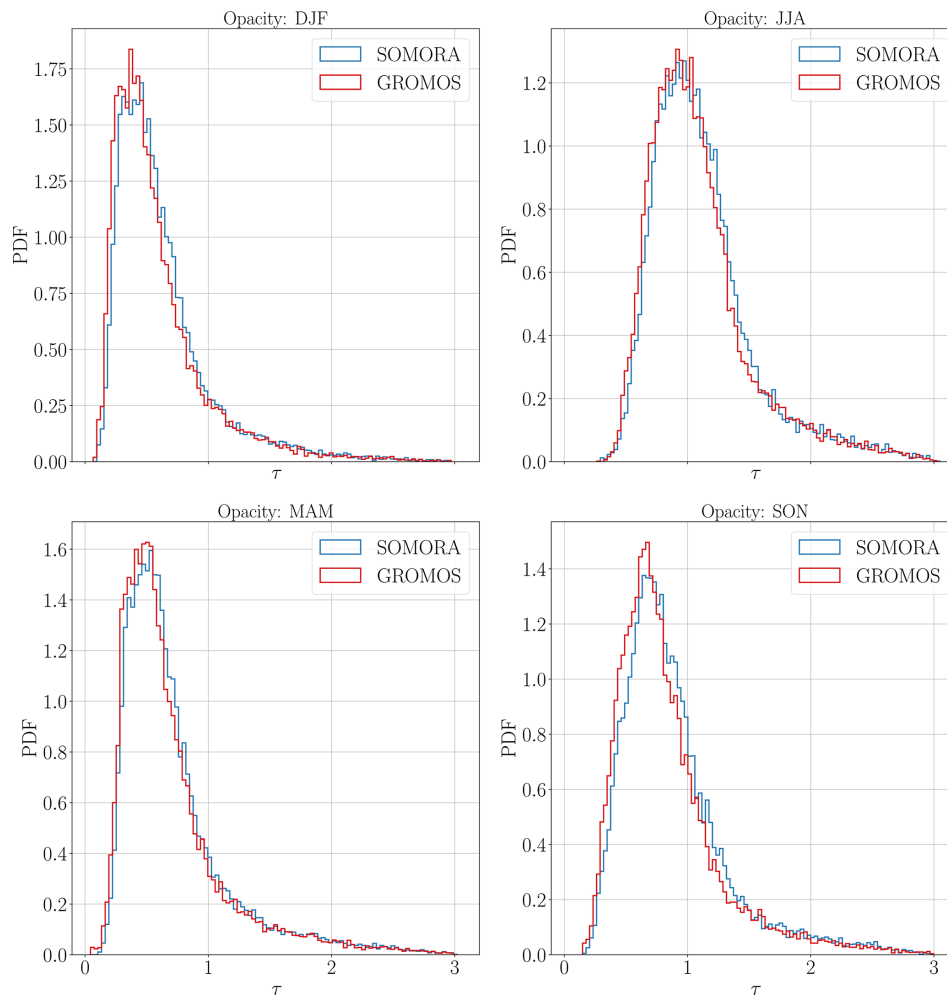 Opacity: DJF
SOMORA
GROMOS
PDF
1.75
1.50
1.25
1.00
0.75
0.50
0.25
0.00
τ
Opacity: JJA
SOMORA
GROMOS
PDF
1.2
1.0
0.8
0.6
0.4
0.2
0.0
τ
Opacity: MAM
SOMORA
GROMOS
PDF
1.6
1.4
1.2
1.0
0.8
0.6
0.4
0.2
0.0
0 1 2 3
τ
Opacity: SON
SOMORA
GROMOS
PDF
1.4
1.2
1.0
0.8
0.6
0.4
0.2
0.0
0 1 2 3
τ